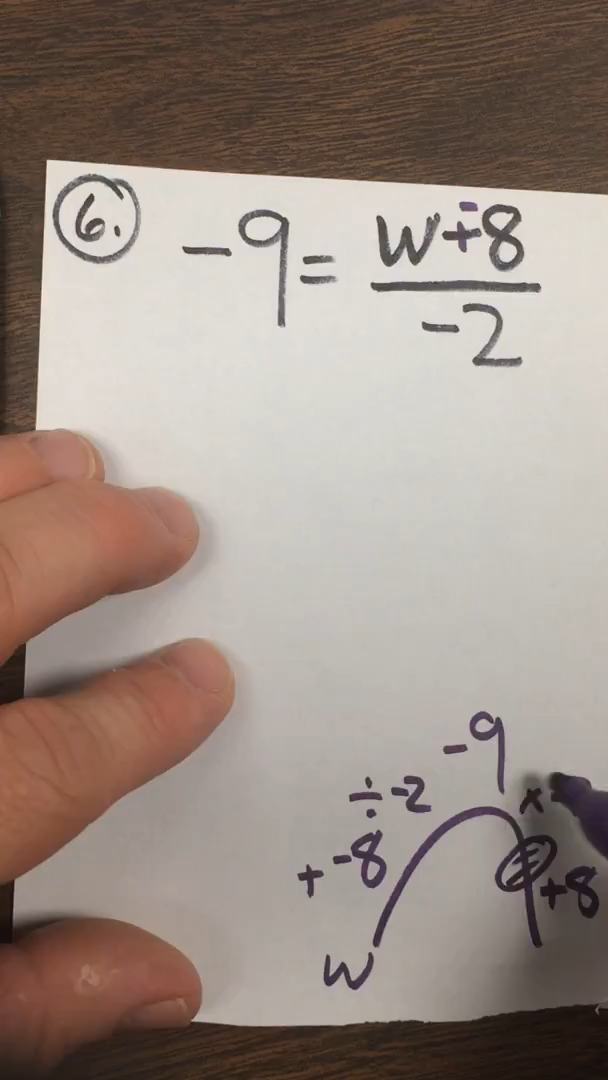 6. -9 = (w + -8) / -2
-9
÷ -2 x -
+ -8 = +8
w